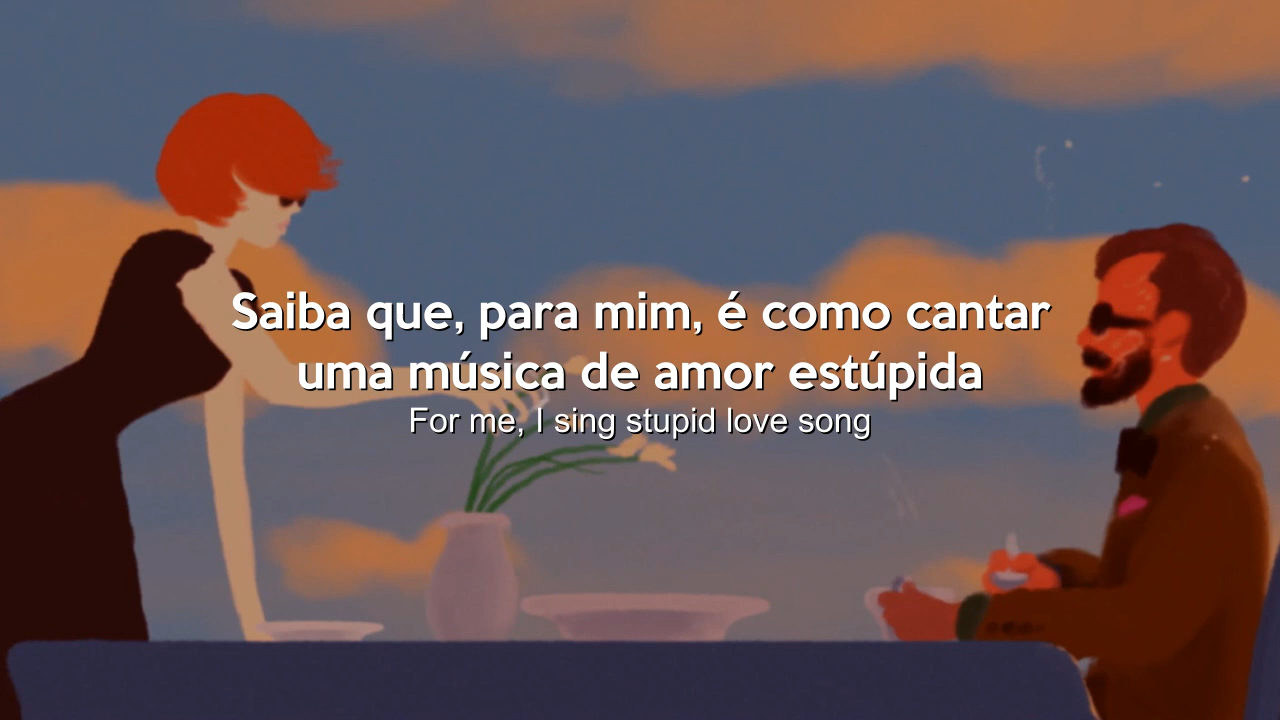 Saiba que, para mim, é como cantar
uma música de amor estúpida
For me, I sing stupid love song